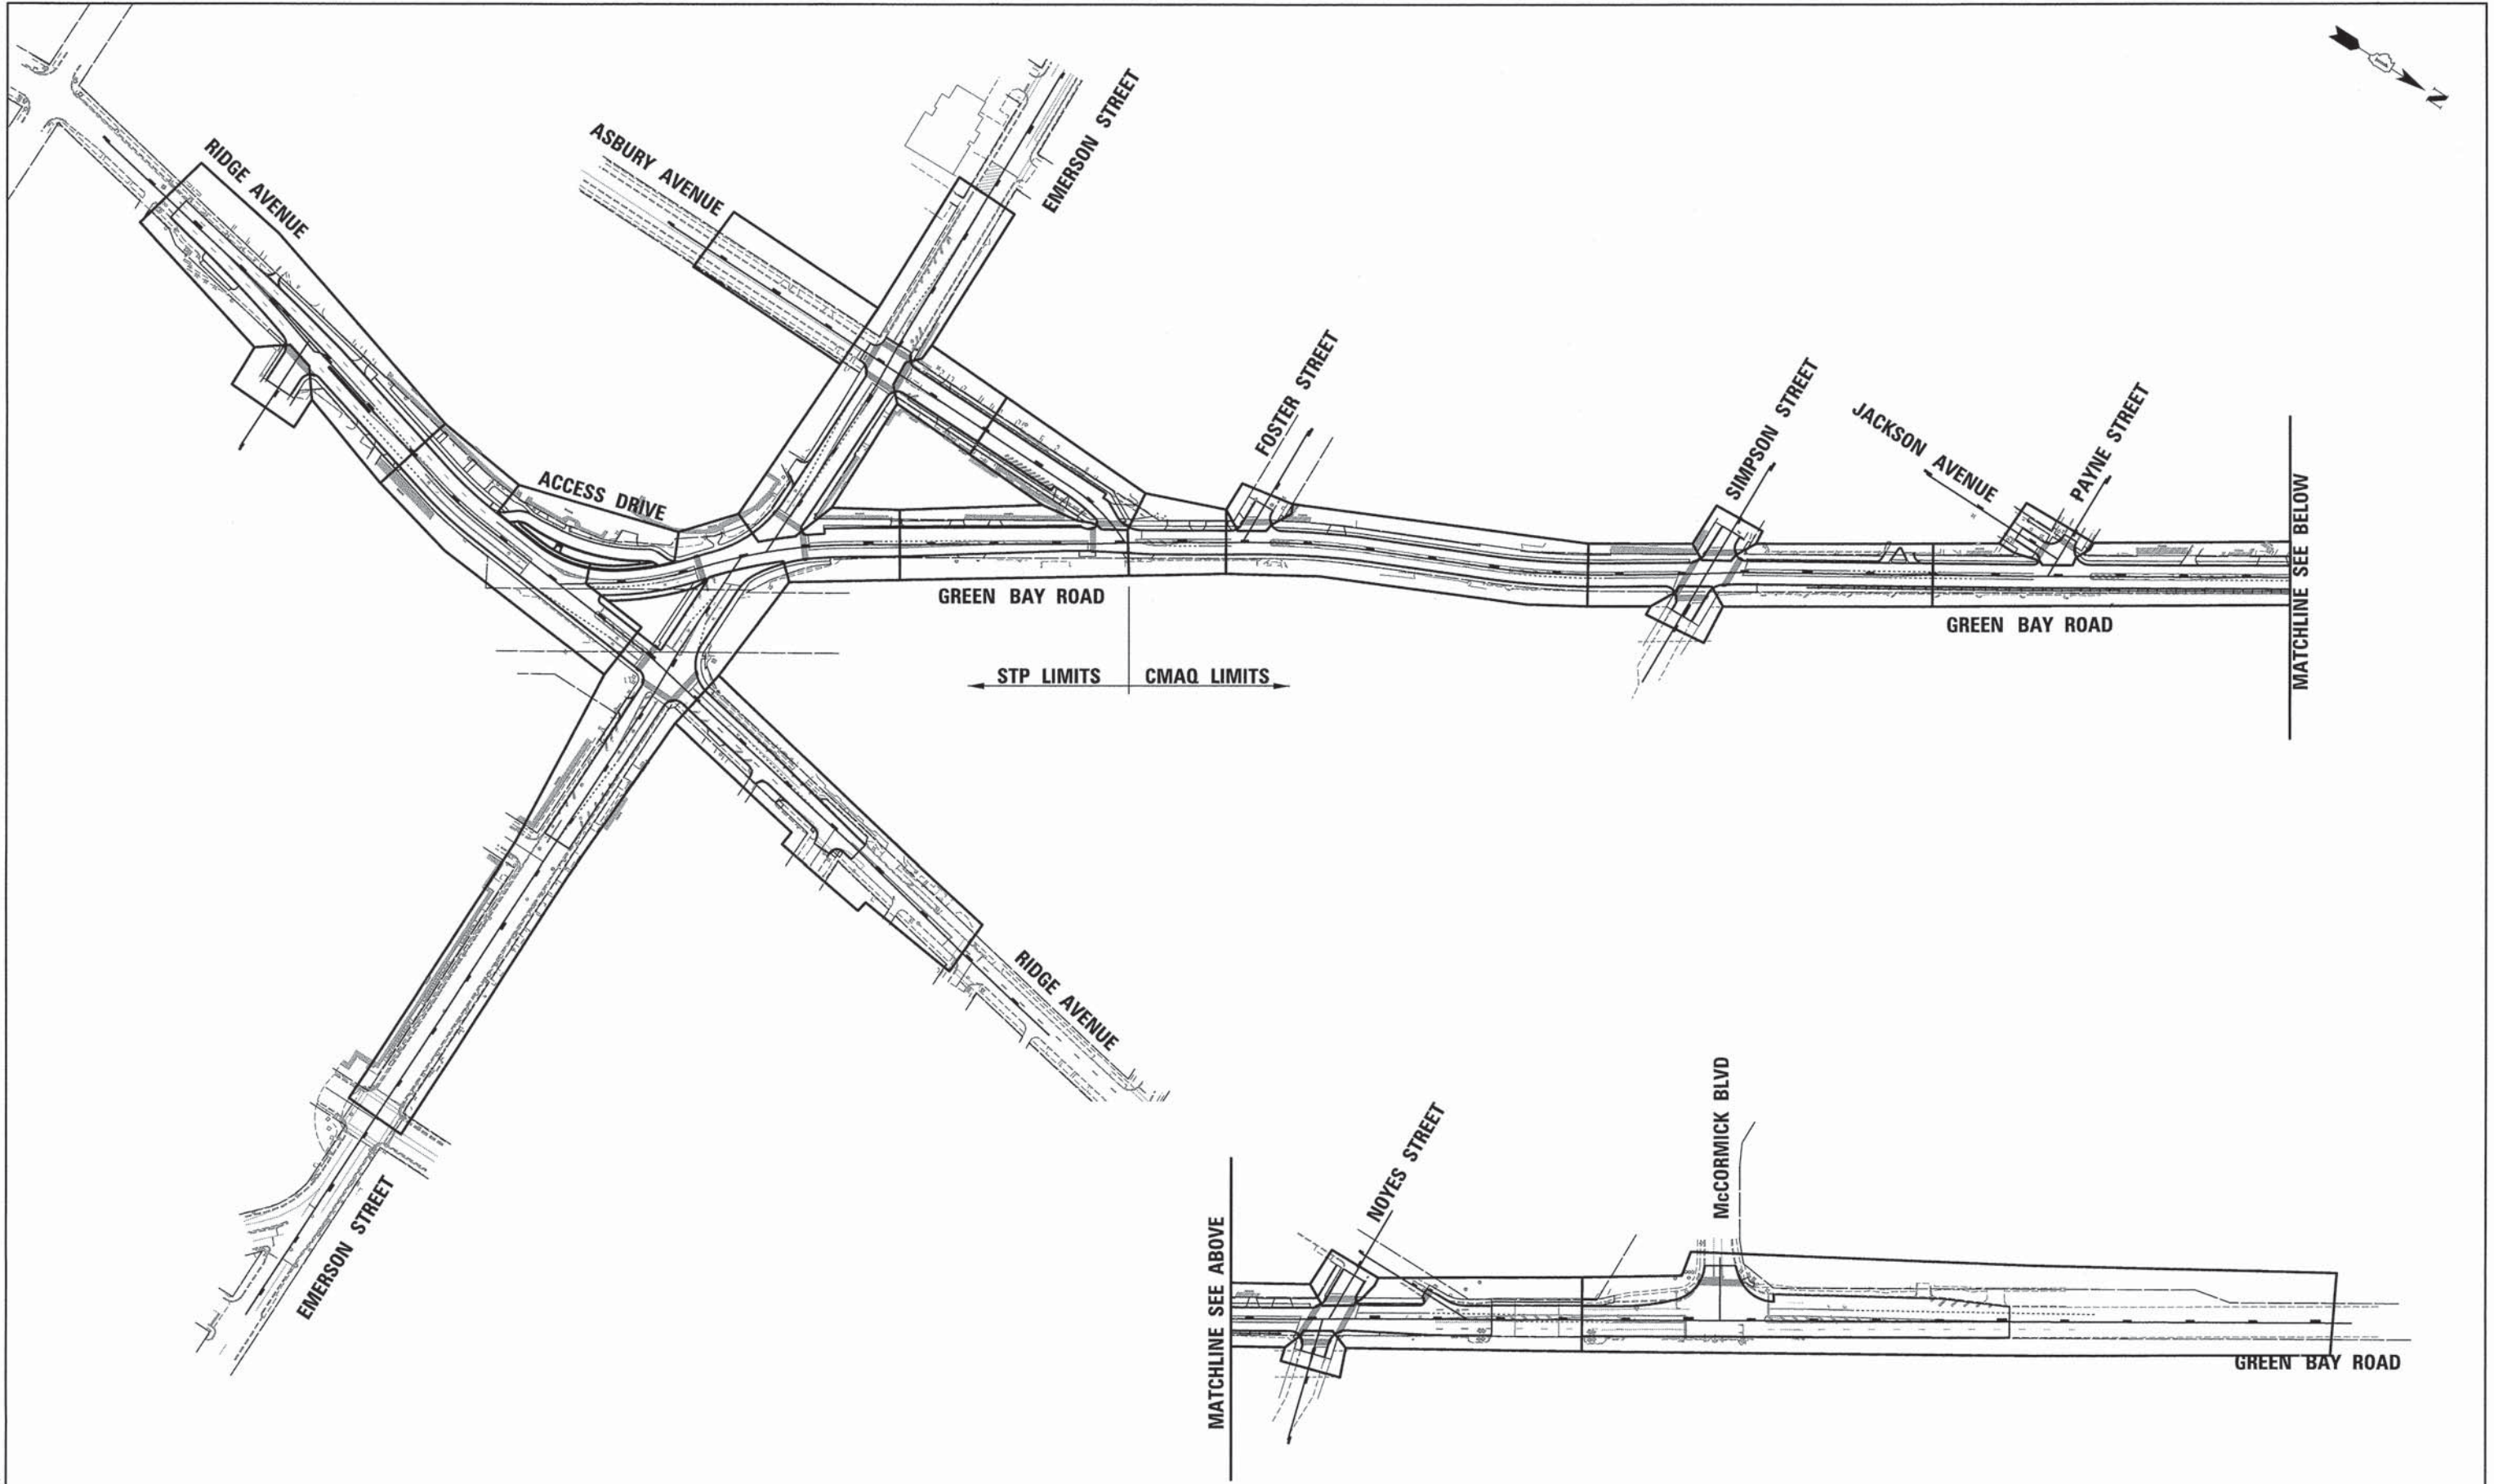 N
RIDGE AVENUE
ASBURY AVENUE
EMERSON STREET
ACCESS DRIVE
FOSTER STREET
SIMPSON STREET
JACKSON AVENUE
PAYNE STREET
MATCHLINE SEE BELOW
GREEN BAY ROAD
GREEN BAY ROAD
STP LIMITS
CMAQ LIMITS
RIDGE AVENUE
EMERSON STREET
MATCHLINE SEE ABOVE
NOYES STREET
McCORMICK BLVD
GREEN BAY ROAD